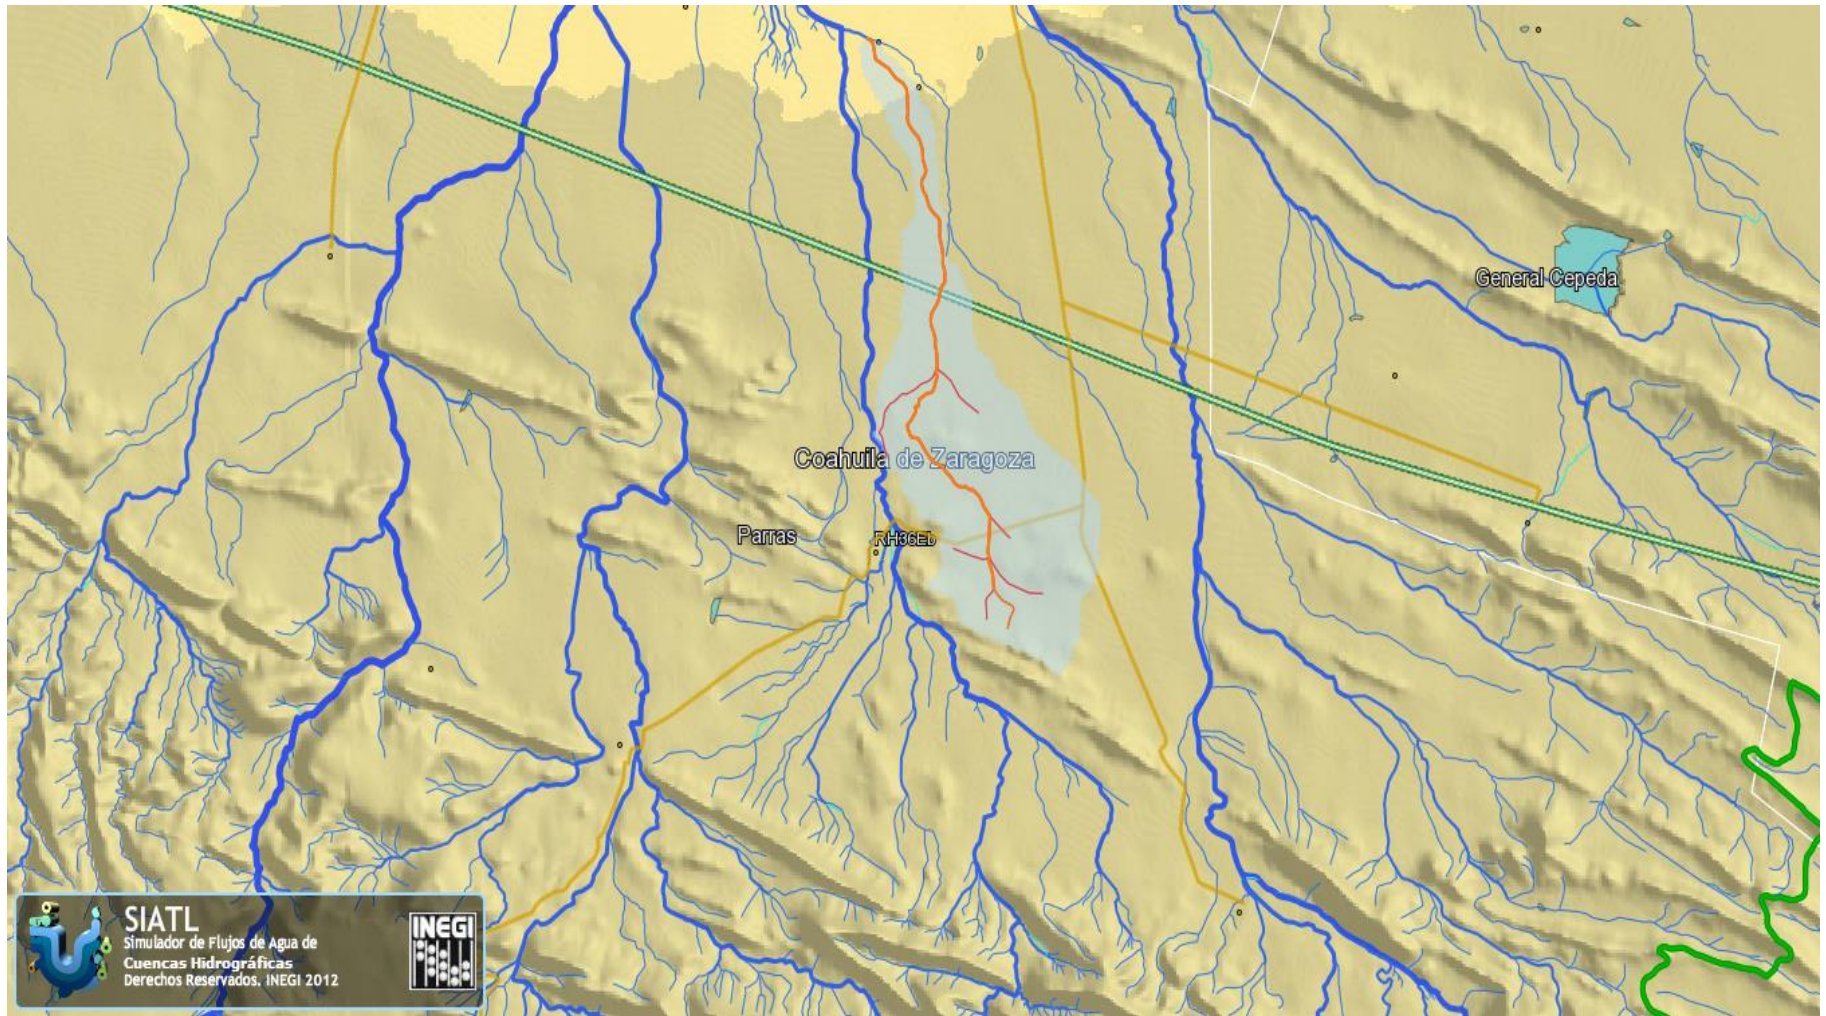 General Cepeda
Coahuila de Zaragoza
Parras
RH36Eb
SIATL
Simulador de Flujos de Agua de
Cuencas Hidrográficas
Derechos Reservados. INEGI 2012
INEGI